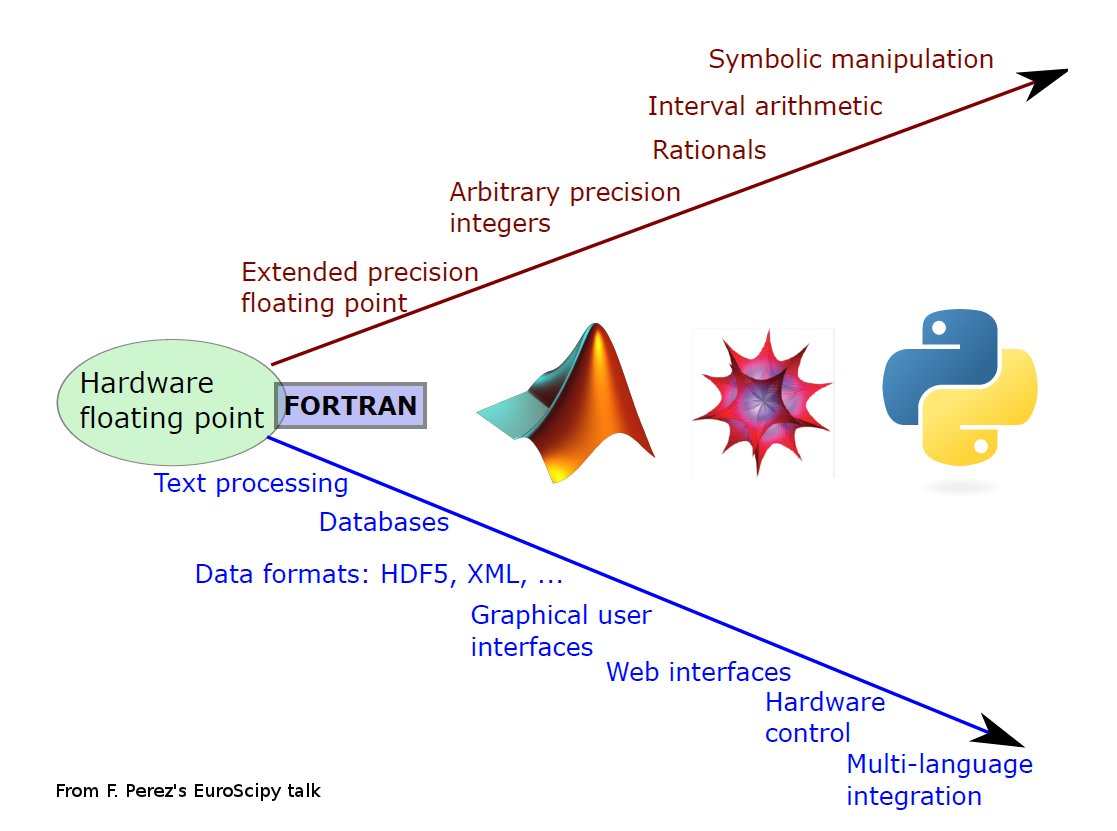 Symbolic manipulation
Interval arithmetic
Rationals
Arbitrary precision
integers
Extended precision
floating point
Hardware
floating point
FORTRAN
Text processing
Databases
Data formats: HDF5, XML, ...
Graphical user
interfaces
Web interfaces
Hardware
control
Multi-language
integration
From F. Perez's EuroScipy talk